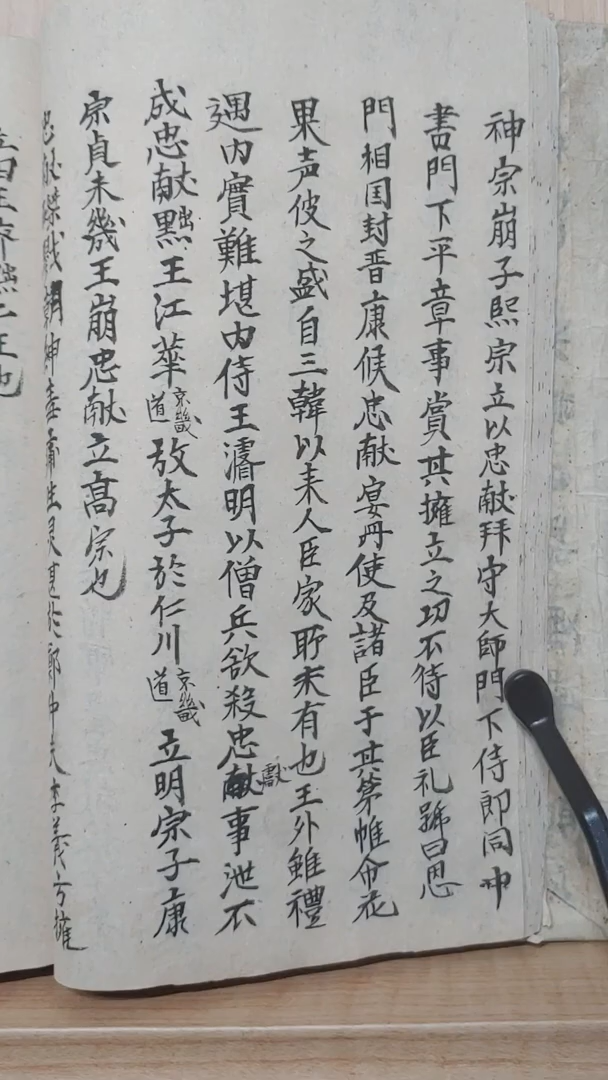 神宗崩子熙宗立以忠献拜守大師門下侍郎同中
書門下平章事賞其擁立之功不待以臣礼號曰恩
門相国封晋康候忠献宴丹使及諸臣于其第帷命花
果声伎之盛自三韓以来人臣家所未有也王外雖禮
遇内實難堪内侍王濬明以僧兵欲殺忠献献事泄不
成忠献黜王江華京畿道放太子於仁川京畿道立明宗子康
宗貞未幾王崩忠献立高宗也